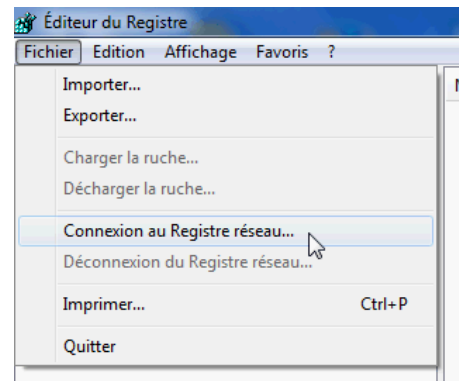 Éditeur du Registre
Fichier Edition Affichage Favoris ?
Importer...
Exporter...
Charger la ruche...
Décharger la ruche...
Connexion au Registre réseau...
Déconnexion du Registre réseau...
Imprimer... Ctrl+P
Quitter